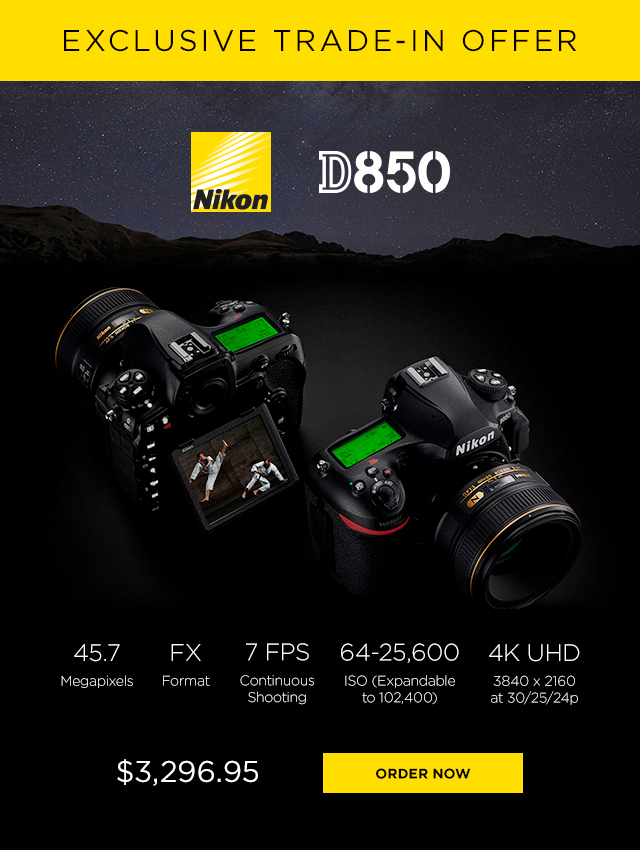 EXCLUSIVE TRADE-IN OFFER
Nikon
D850
Nikon
45.7
Megapixels
FX
Format
7 FPS
Continuous
Shooting
64-25,600
ISO (Expandable
to 102,400)
4K UHD
3840 x 2160
at 30/25/24p
$3,296.95
ORDER NOW